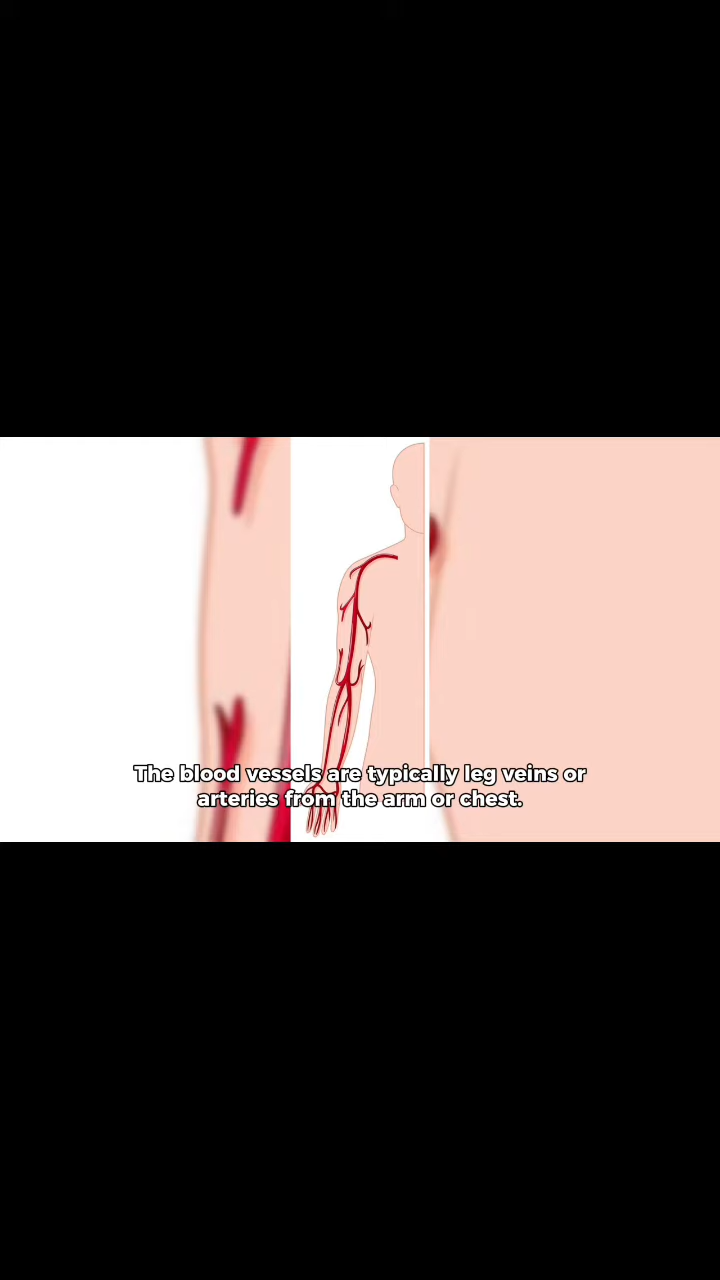 The blood vessels are typically leg veins or
arteries from the arm or chest.